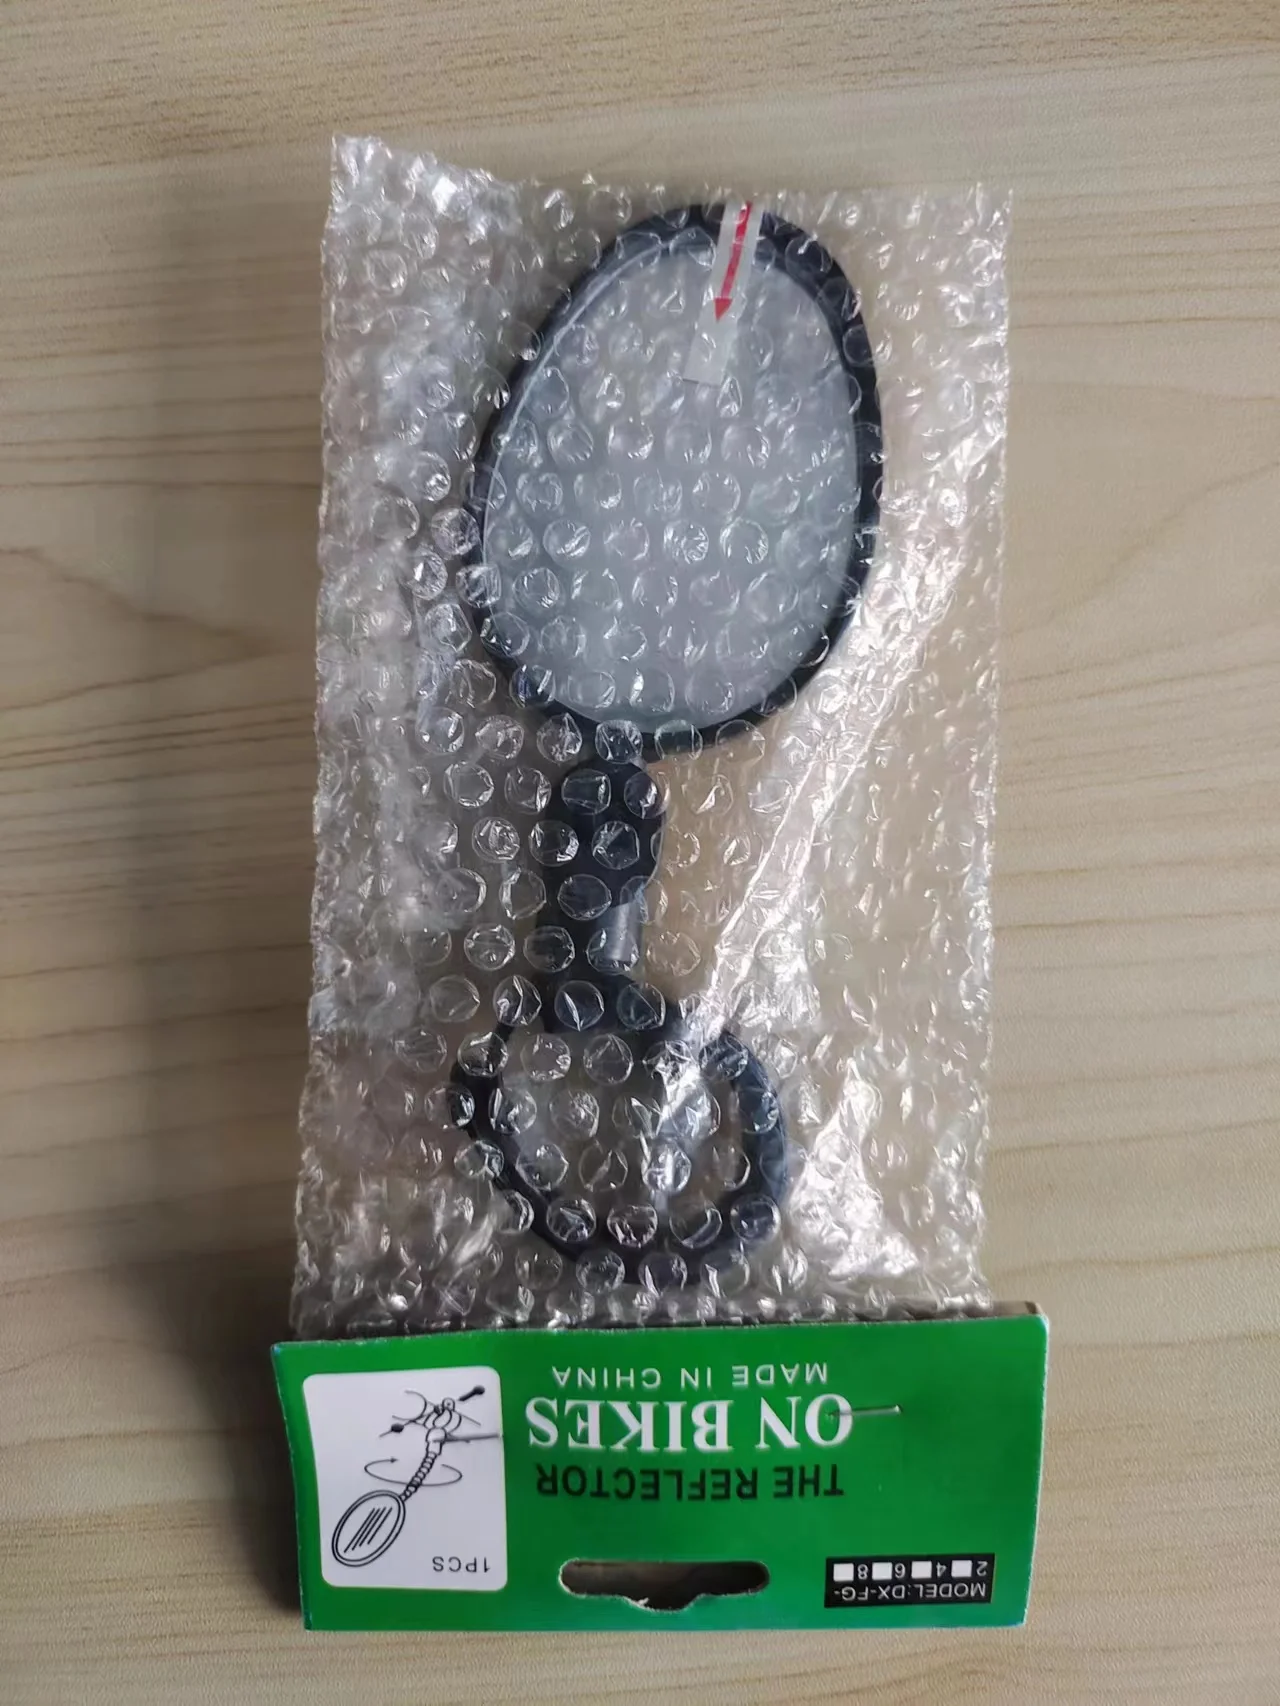 MODEL:DX-FG-
2 4 6 8
THE REFLECTOR
ON BIKES
MADE IN CHINA
1PCS